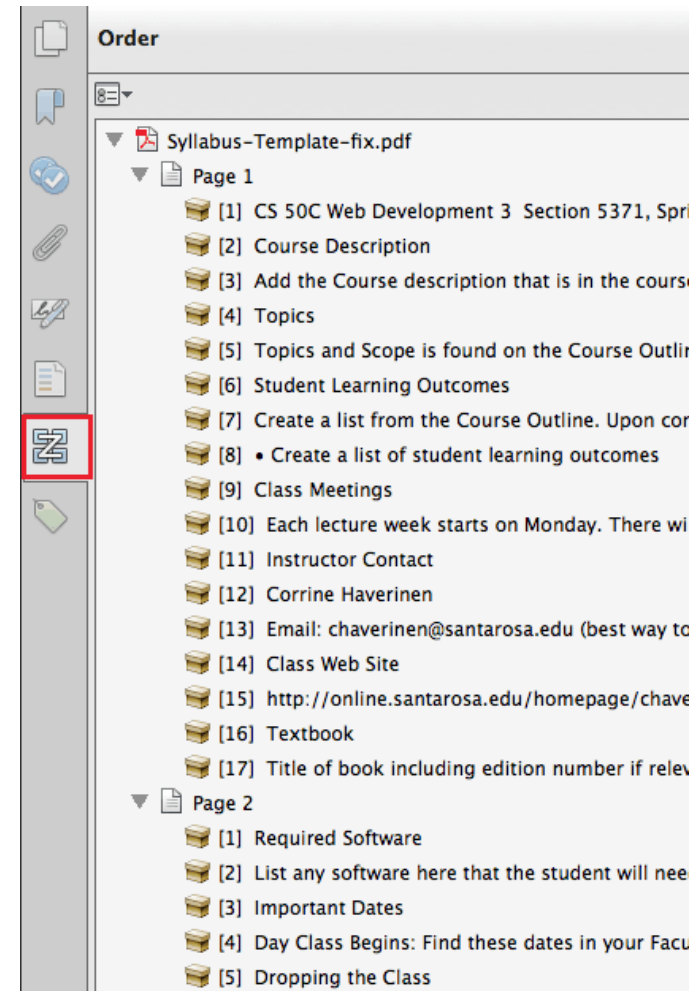 Order
Syllabus-Template-fix.pdf
Page 1
[1] CS 50C Web Development 3 Section 5371, Spri
[2] Course Description
[3] Add the Course description that is in the cours
[4] Topics
[5] Topics and Scope is found on the Course Outli
[6] Student Learning Outcomes
[7] Create a list from the Course Outline. Upon co
[8] • Create a list of student learning outcomes
[9] Class Meetings
[10] Each lecture week starts on Monday. There wi
[11] Instructor Contact
[12] Corrine Haverinen
[13] Email: chaverinen@santarosa.edu (best way to
[14] Class Web Site
[15] http://online.santarosa.edu/homepage/chave
[16] Textbook
[17] Title of book including edition number if rele
Page 2
[1] Required Software
[2] List any software here that the student will nee
[3] Important Dates
[4] Day Class Begins: Find these dates in your Facu
[5] Dropping the Class